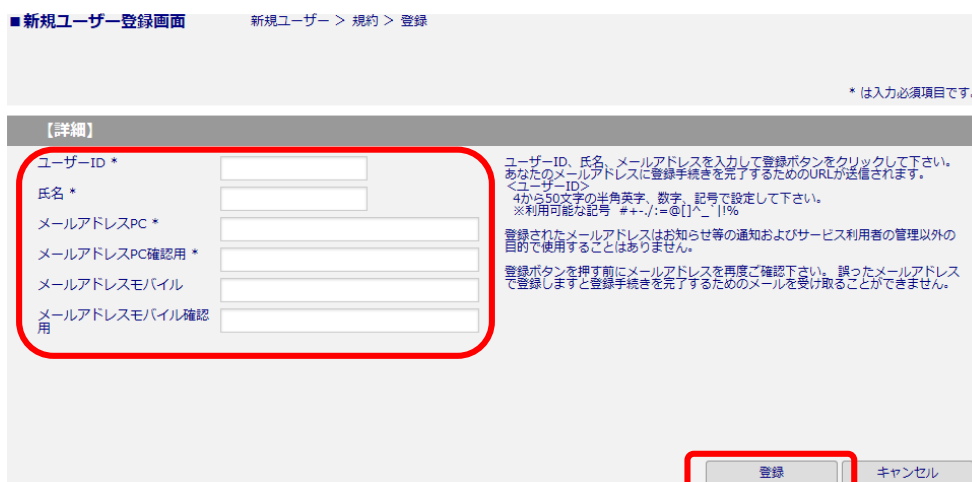 ■新規ユーザー登録画面 新規ユーザー > 規約 > 登録
* は入力必須項目です。
【詳細】
ユーザーID *
氏名 *
メールアドレスPC *
メールアドレスPC確認用 *
メールアドレスモバイル
メールアドレスモバイル確認
用
ユーザーID、氏名、メールアドレスを入力して登録ボタンをクリックして下さい。
あなたのメールアドレスに登録手続きを完了するためのURLが送信されます。
<ユーザーID>
4から50文字の半角英字、数字、記号で設定して下さい。
※利用可能な記号 #+-./:=@[]^_`|!%
登録されたメールアドレスはお知らせ等の通知およびサービス利用者の管理以外の
目的で使用することはありません。
登録ボタンを押す前にメールアドレスを再度ご確認下さい。 誤ったメールアドレス
で登録しますと登録手続きを完了するためのメールを受け取ることができません。
登録 キャンセル